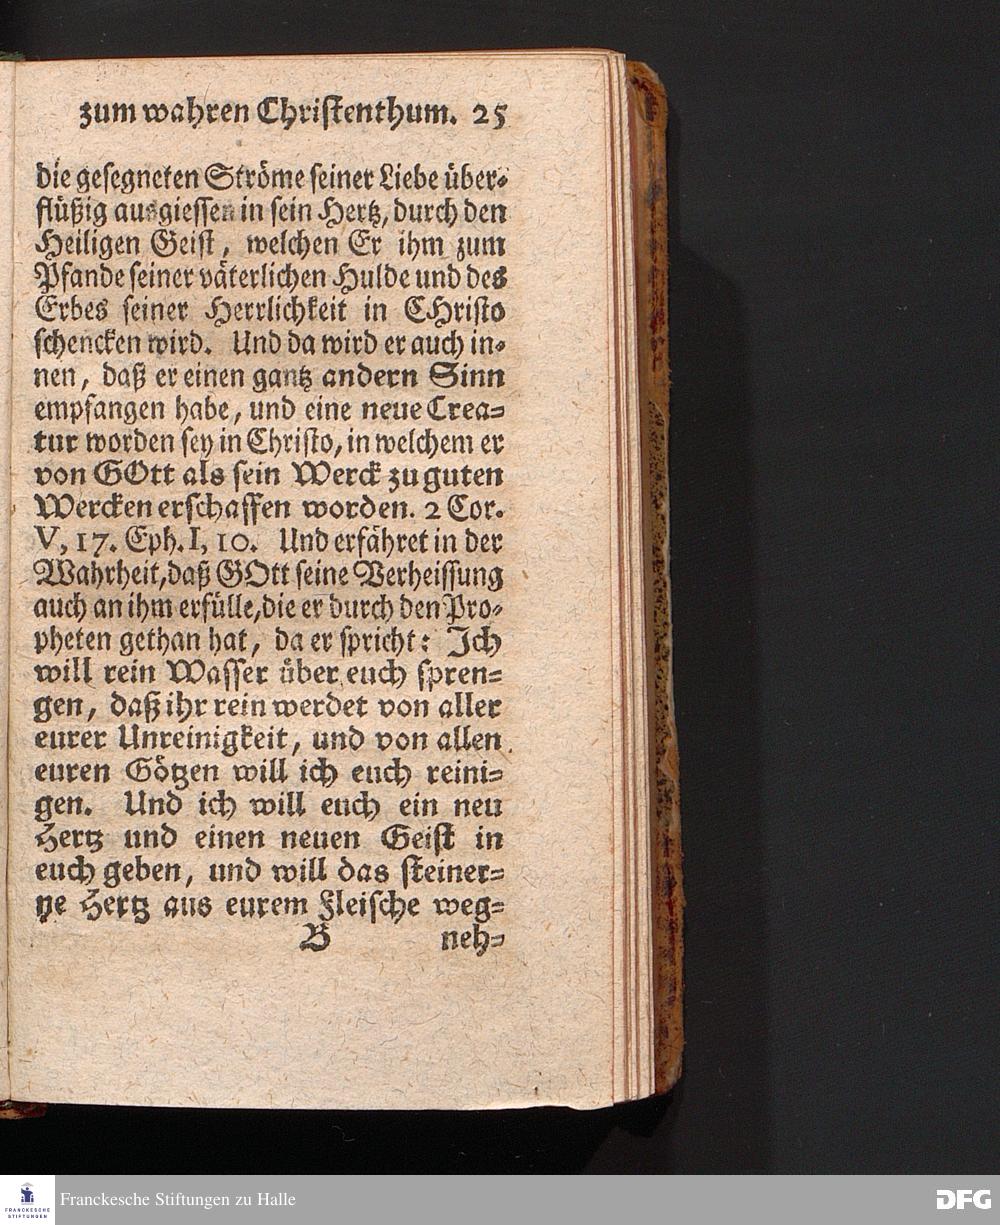 zum wahren Christenthum. 25
die gesegneten Ströme seiner Liebe über-
flüßig ausgiessen in sein Hertz, durch den
Heiligen Geist, welchen Er ihm zum
Pfande seiner väterlichen Hulde und des
Erbes seiner Herrlichkeit in CHristo
schencken wird. Und da wird er auch in-
nen, daß er einen gantz andern Sinn
empfangen habe, und eine neue Crea-
tur worden sey in Christo, in welchem er
von GOtt als sein Werck zu guten
Wercken erschaffen worden. 2 Cor.
V, 17. Eph. I, 10. Und erfähret in der
Wahrheit, daß GOtt seine Verheissung
auch an ihm erfülle, die er durch den Pro-
pheten gethan hat, da er spricht: Ich
will rein Wasser über euch spren-
gen, daß ihr rein werdet von aller
eurer Unreinigkeit, und von allen
euren Götzen will ich euch reini-
gen. Und ich will euch ein neu
Hertz und einen neuen Geist in
euch geben, und will das steiner-
ne Hertz aus eurem Fleische weg-
B neh-
FRANCKESCHE STIFTUNGEN
Franckesche Stiftungen zu Halle
DFG